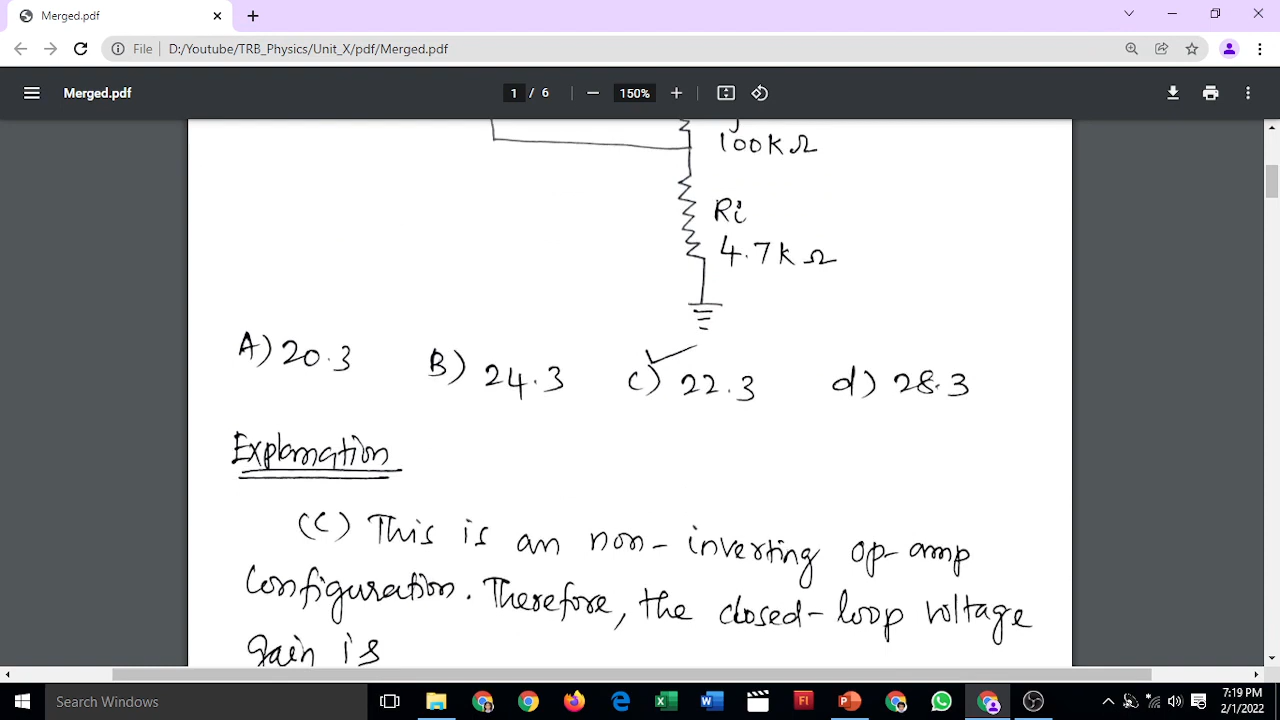 Merged.pdf
File
D:/Youtube/TRB_Physics/Unit_X/pdf/Merged.pdf
Merged.pdf
1 / 6
150%
100kΩ
Ri
4.7kΩ
A) 20.3 B) 24.3 c) 22.3 d) 28.3
Explanation
(C) This is an non-inverting op-amp
configuration. Therefore, the closed-loop voltage
gain is
Search Windows
7:19 PM
2/1/2022